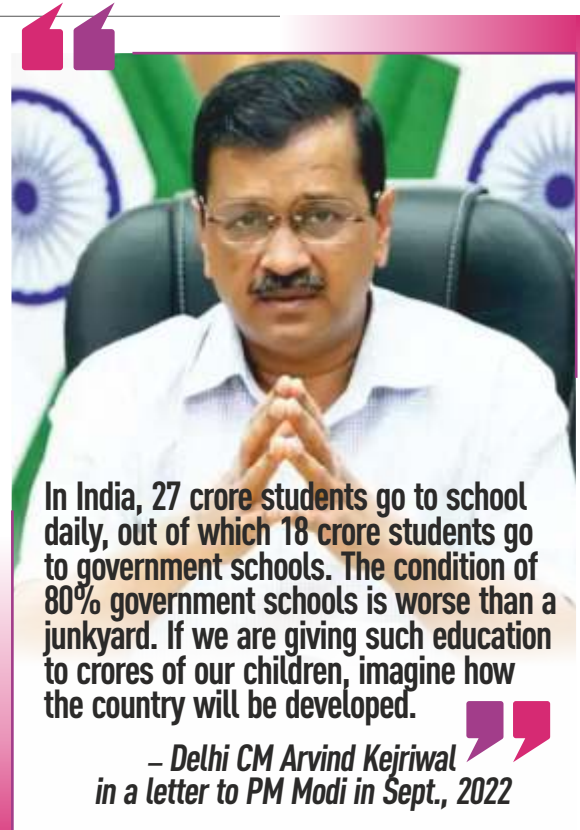 In India, 27 crore students go to school
daily, out of which 18 crore students go
to government schools. The condition of
80% government schools is worse than a
junkyard. If we are giving such education
to crores of our children, imagine how
the country will be developed.
– Delhi CM Arvind Kejriwal
in a letter to PM Modi in Sept., 2022